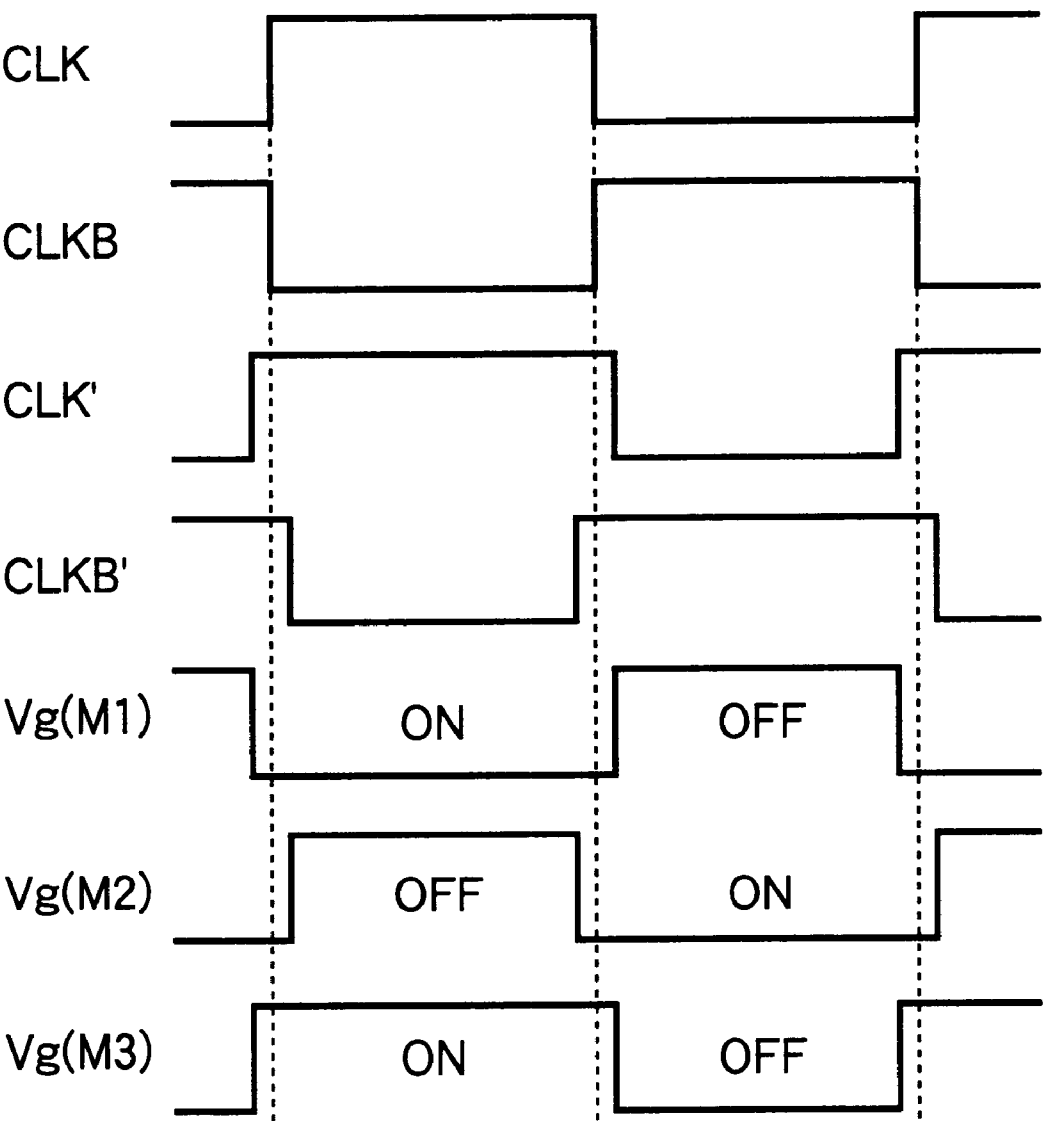 CLK
CLKB
CLK'
CLKB'
Vg(M1) ON OFF
Vg(M2) OFF ON
Vg(M3) ON OFF